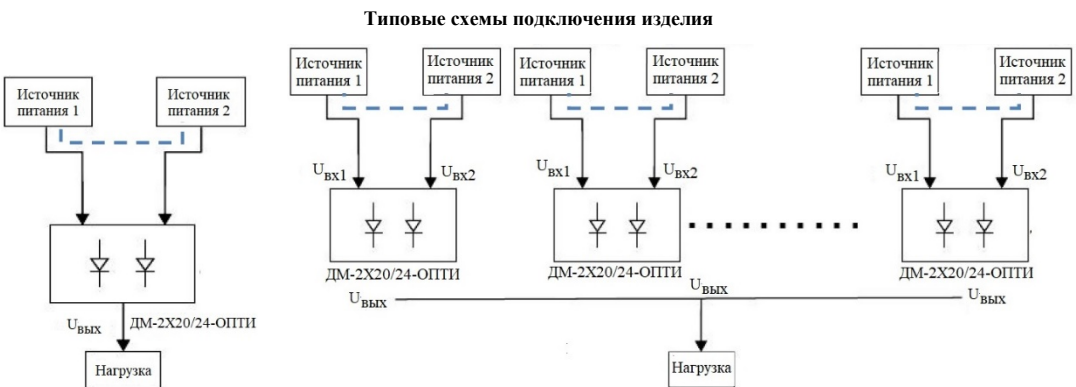 Типовые схемы подключения изделия
Источник
питания 1
Источник
питания 2
U вых
ДМ-2Х20/24-ОПТИ
Нагрузка
Источник
питания 1
Источник
питания 2
Uвх1
Uвх2
ДМ-2Х20/24-ОПТИ
Uвых
Источник
питания 1
Источник
питания 2
Uвх1
Uвх2
ДМ-2Х20/24-ОПТИ
Uвых
Источник
питания 1
Источник
питания 2
Uвх1
Uвх2
ДМ-2Х20/24-ОПТИ
Uвых
Нагрузка